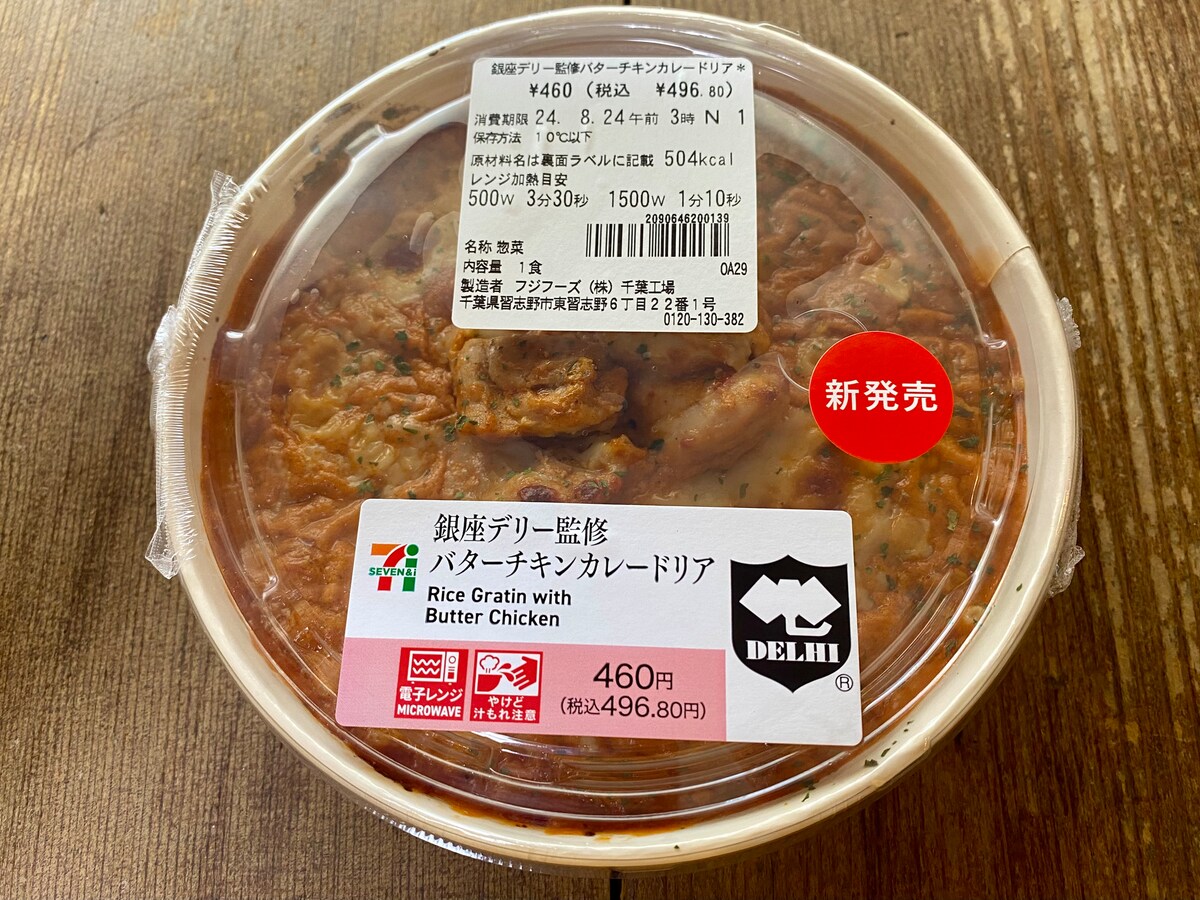 銀座デリー監修バターチキンカレードリア*
¥460 (税込 ¥496.80)
消費期限 24. 8.24午前 3時 N 1
保存方法 10℃以下
原材料名は裏面ラベルに記載 504kcal
レンジ加熱目安
500W 3分30秒 1500W 1分10秒
2090646200139
名称 惣菜
内容量 1食 0A29
製造者 フジフーズ(株)千葉工場
千葉県習志野市東習志野6丁目22番1号
0120-130-382
新発売
銀座デリー監修
バターチキンカレードリア
SEVEN&i
Rice Gratin with
Butter Chicken
DELHI
®
電子レンジ
MICROWAVE
やけど
汁もれ注意
460円
(税込496.80円)